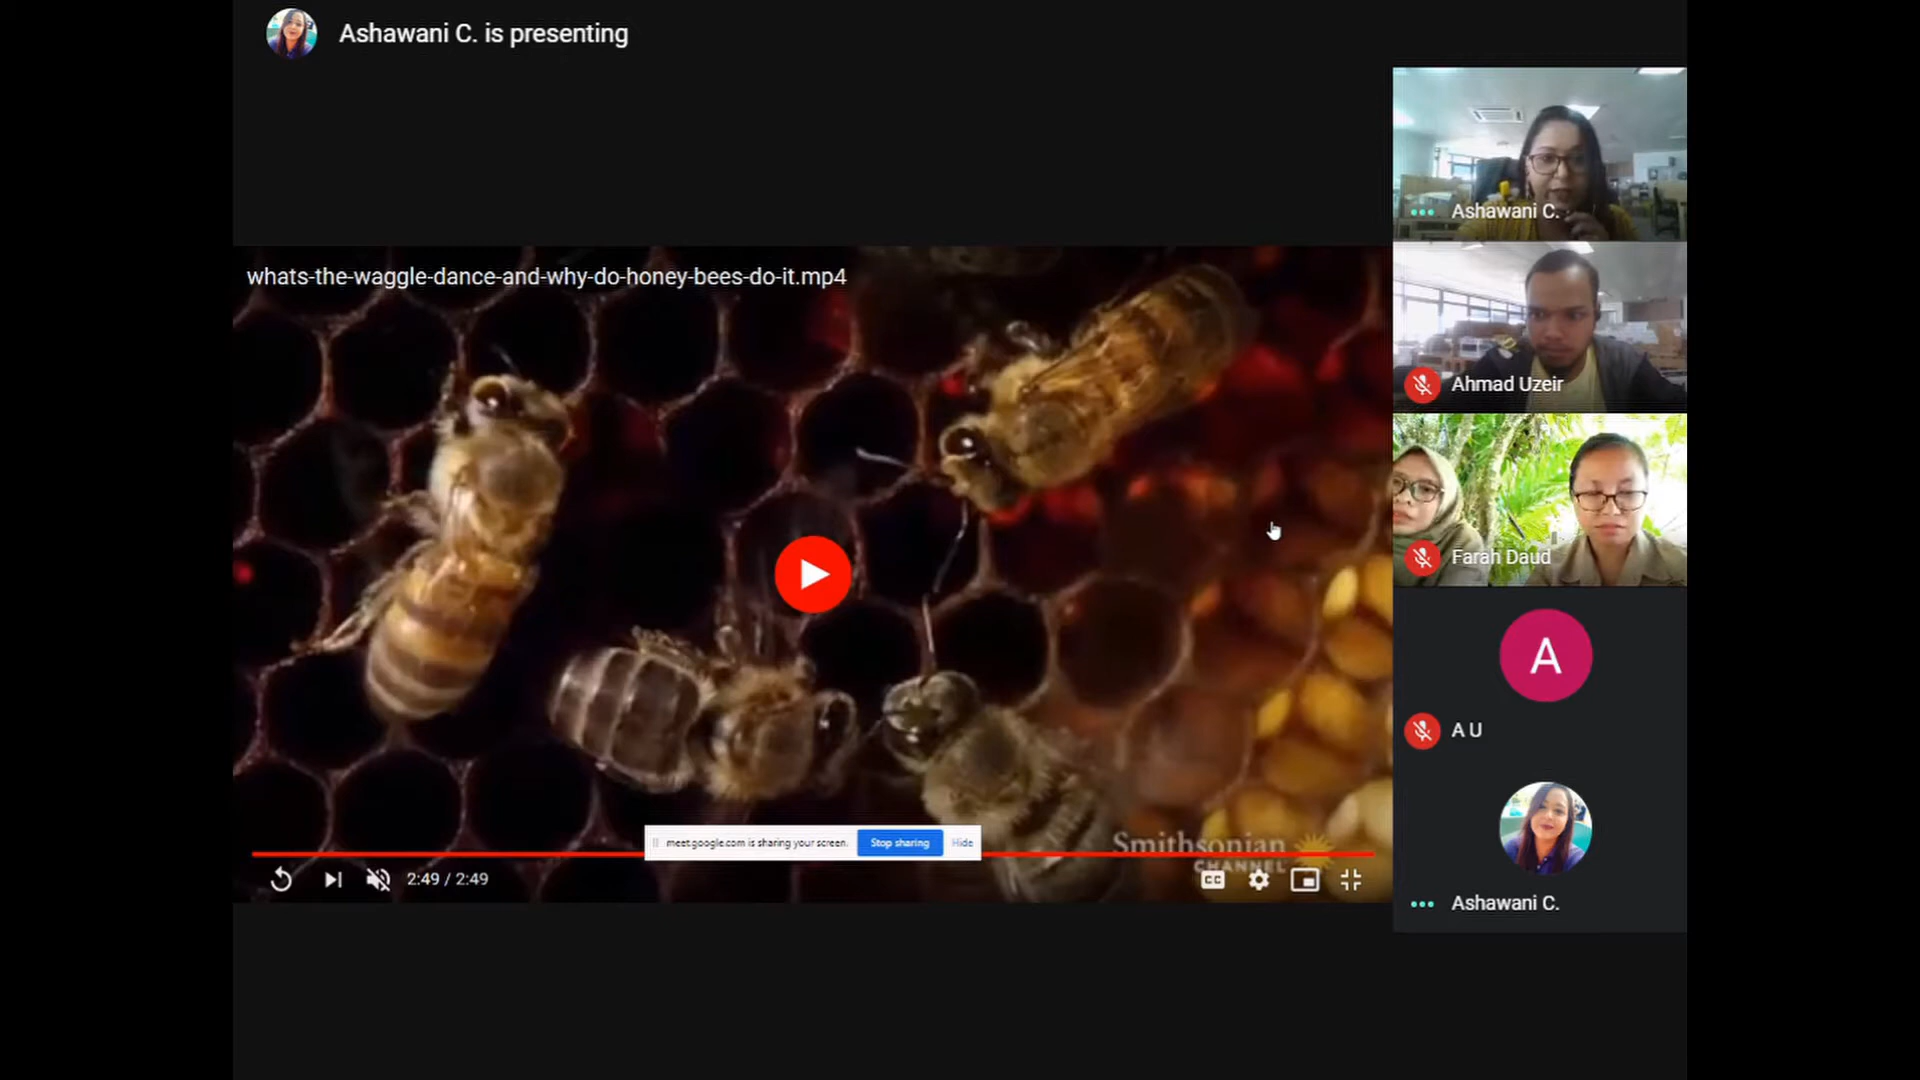 Ashawani C. is presenting
whats-the-waggle-dance-and-why-do-honey-bees-do-it.mp4
Ashawani C.
Ahmad Uzeir
Farah Daud
A
A U
Ashawani C.
meet.google.com is sharing your screen.
Stop sharing
Hide
Smithsonian
CHANNEL
2:49 / 2:49
CC